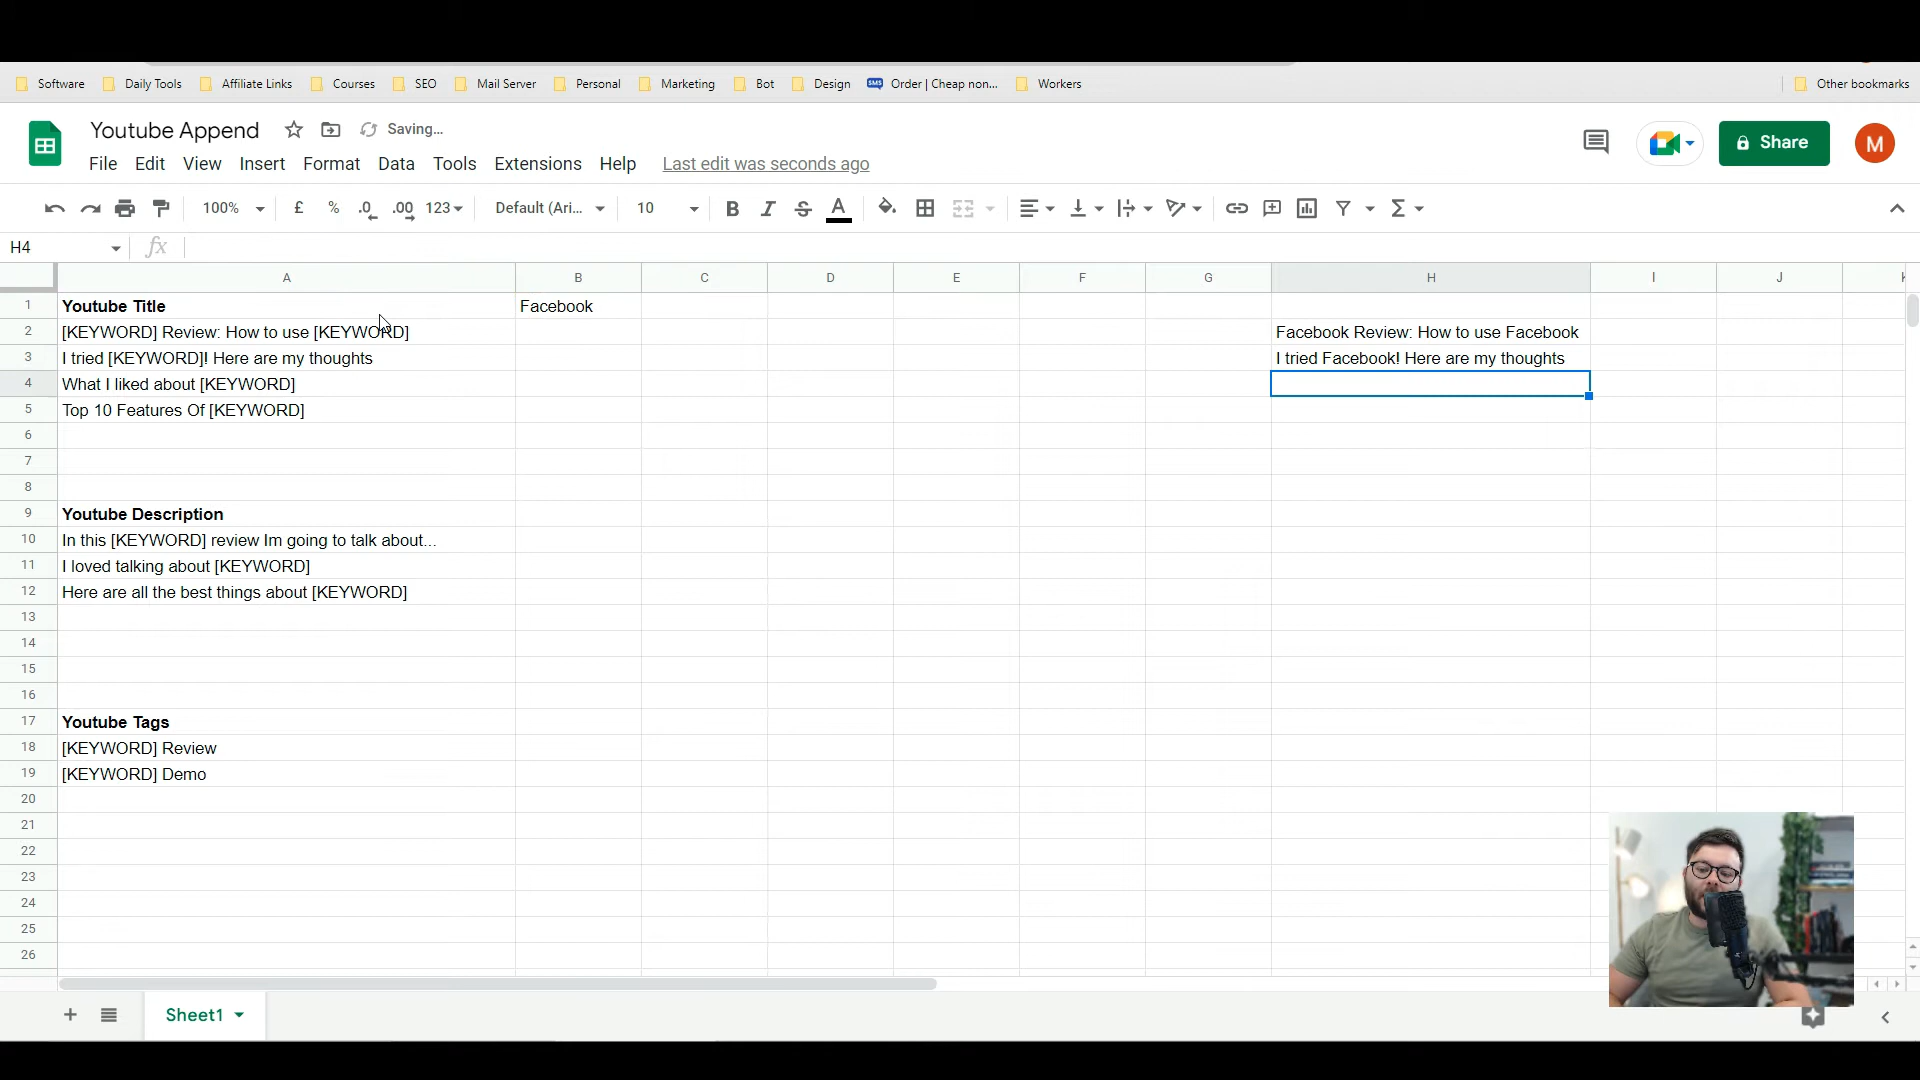 Software Daily Tools Affiliate Links Courses SEO Mail Server Personal Marketing Bot Design SMS Order | Cheap non... Workers Other bookmarks
Youtube Append Saving...
File Edit View Insert Format Data Tools Extensions Help Last edit was seconds ago
Share
M
100% £ % .0 .00 123 Default (Ari... 10 B I S A Σ
H4 fx
A B C D E F G H I J
1 Youtube Title Facebook
2 [KEYWORD] Review: How to use [KEYWORD] Facebook Review: How to use Facebook
3 I tried [KEYWORD]! Here are my thoughts I tried Facebook! Here are my thoughts
4 What I liked about [KEYWORD]
5 Top 10 Features Of [KEYWORD]
6
7
8
9 Youtube Description
10 In this [KEYWORD] review Im going to talk about...
11 I loved talking about [KEYWORD]
12 Here are all the best things about [KEYWORD]
13
14
15
16
17 Youtube Tags
18 [KEYWORD] Review
19 [KEYWORD] Demo
20
21
22
23
24
25
26
Sheet1